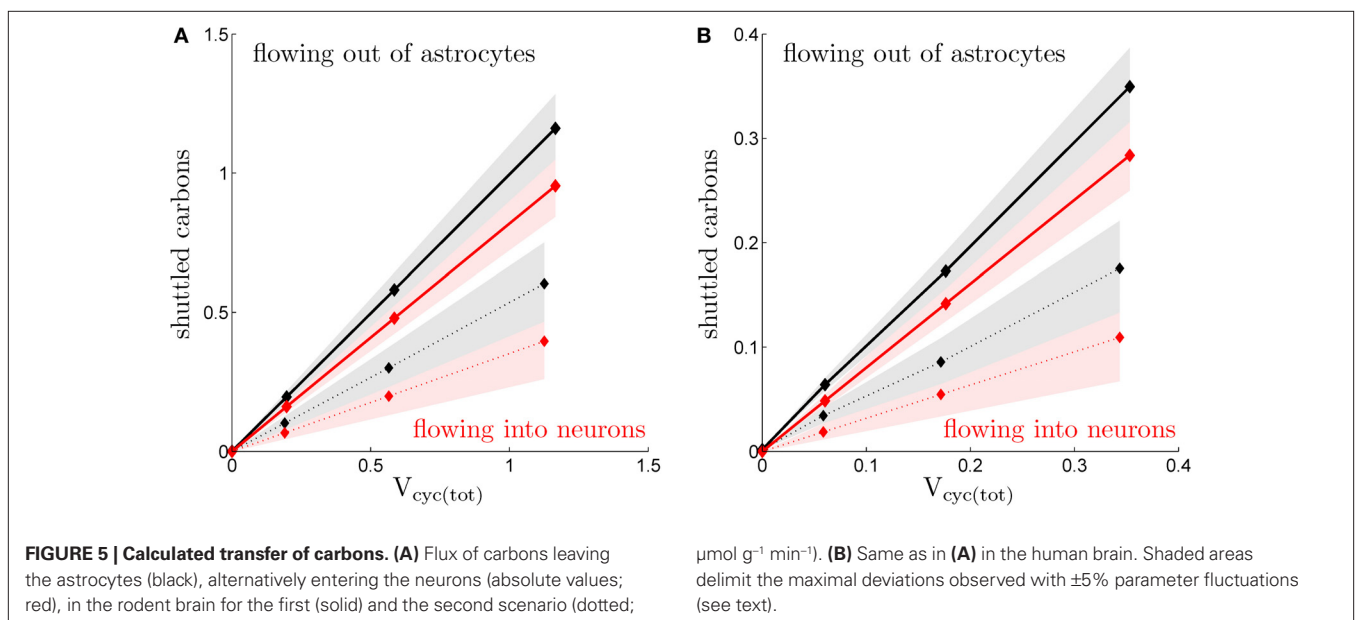 A
flowing out of astrocytes
1.5
1
0.5
0
shuttled carbons
flowing into neurons
0
0.5
1
1.5
V_cyc(tot)
B
flowing out of astrocytes
0.4
0.3
0.2
0.1
0
shuttled carbons
flowing into neurons
0
0.1
0.2
0.3
0.4
V_cyc(tot)
FIGURE 5 | Calculated transfer of carbons. (A) Flux of carbons leaving
the astrocytes (black), alternatively entering the neurons (absolute values;
red), in the rodent brain for the first (solid) and the second scenario (dotted;
μmol g⁻¹ min⁻¹). (B) Same as in (A) in the human brain. Shaded areas
delimit the maximal deviations observed with ±5% parameter fluctuations
(see text).